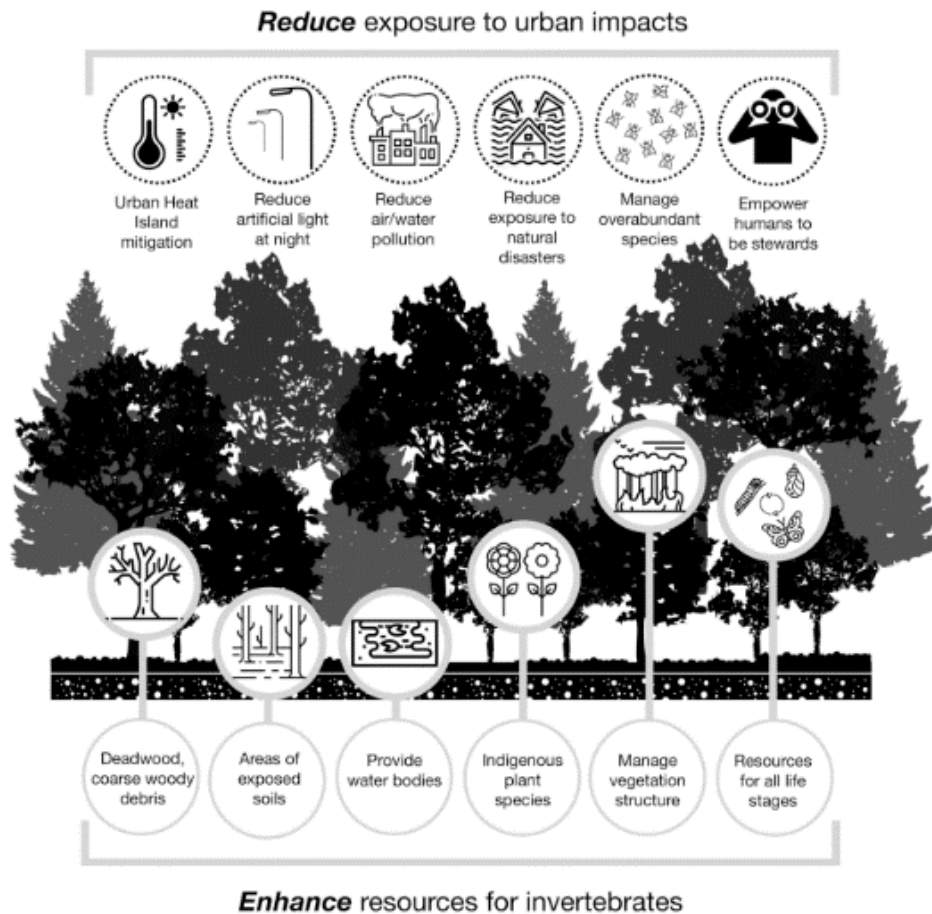 Reduce exposure to urban impacts
Urban Heat
Island
mitigation
Reduce
artificial light
at night
Reduce
air/water
pollution
Reduce
exposure to
natural
disasters
Manage
overabundant
species
Empower
humans to
be stewards
Deadwood,
coarse woody
debris
Areas of
exposed
soils
Provide
water bodies
Indigenous
plant
species
Manage
vegetation
structure
Resources
for all life
stages
Enhance resources for invertebrates